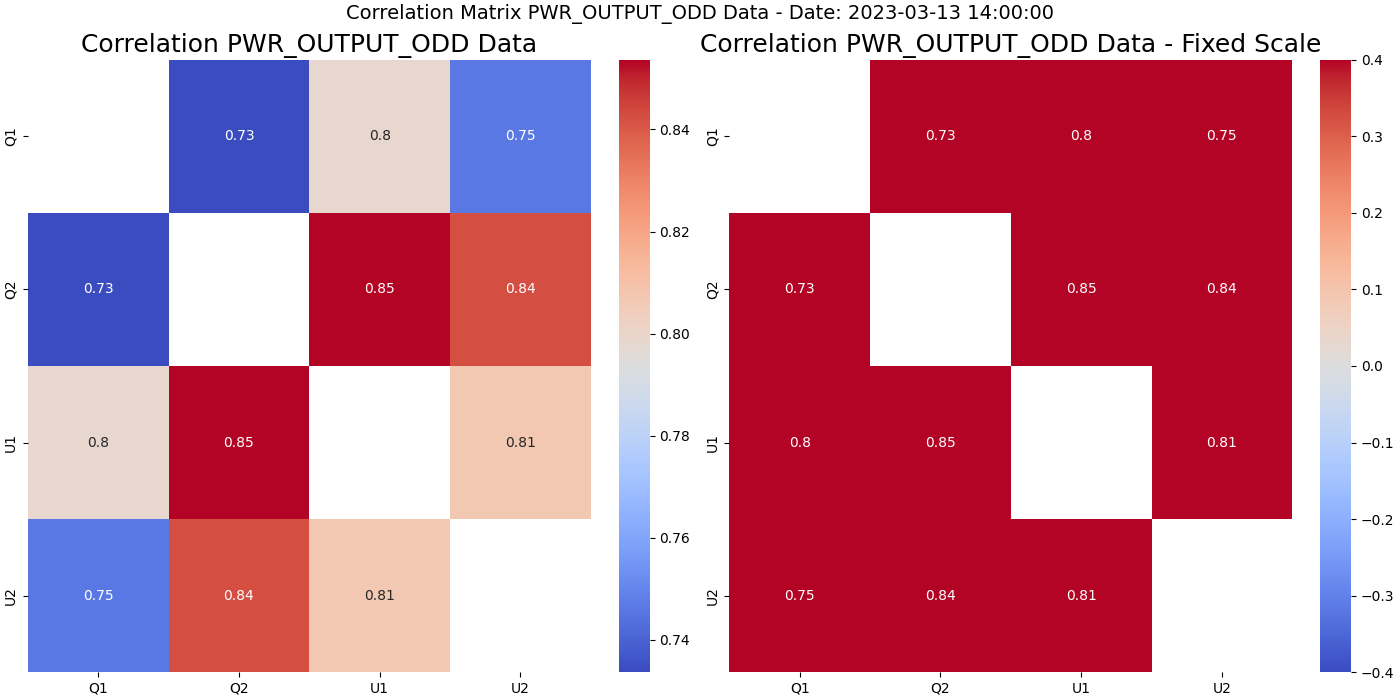 Correlation Matrix PWR_OUTPUT_ODD Data - Date: 2023-03-13 14:00:00
Correlation PWR_OUTPUT_ODD Data
Q1
0.73
0.8
0.75
Q2
0.73
0.85
0.84
U1
0.8
0.85
0.81
U2
0.75
0.84
0.81
Q1
Q2
U1
U2
0.84
0.82
0.80
0.78
0.76
0.74
Correlation PWR_OUTPUT_ODD Data - Fixed Scale
Q1
0.73
0.8
0.75
Q2
0.73
0.85
0.84
U1
0.8
0.85
0.81
U2
0.75
0.84
0.81
Q1
Q2
U1
U2
0.4
0.3
0.2
0.1
0.0
−0.1
−0.2
−0.3
−0.4